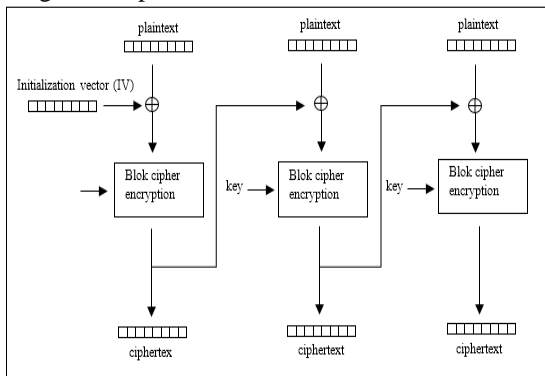 plaintext plaintext plaintext
Initialization vector (IV)
Blok cipher
encryption
key
Blok cipher
encryption
key
Blok cipher
encryption
ciphertex ciphertext ciphertext